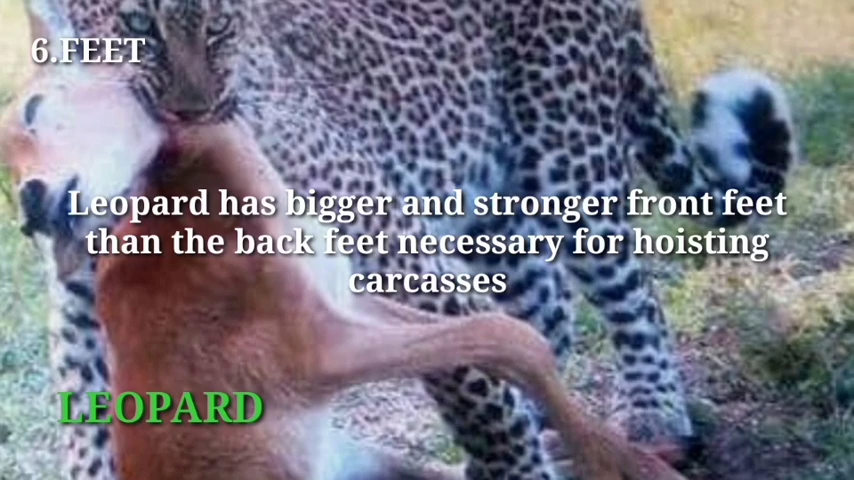 6.FEET
Leopard has bigger and stronger front feet
than the back feet necessary for hoisting
carcasses
LEOPARD